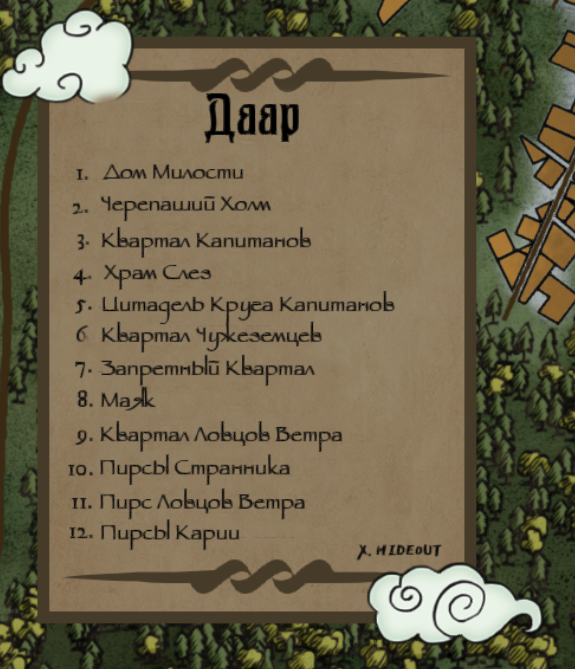 Даар
1. Дом Милости
2. Черепаший Холм
3. Квартал Капитанов
4. Храм Слез
5. Цитадель Круга Капитанов
6 Квартал Чужеземцев
7. Запретный Квартал
8. Маяк
9. Квартал Ловцов Ветра
10. Пирсы Странника
11. Пирс Ловцов Ветра
12. Пирсы Карии
X. HIDEOUT